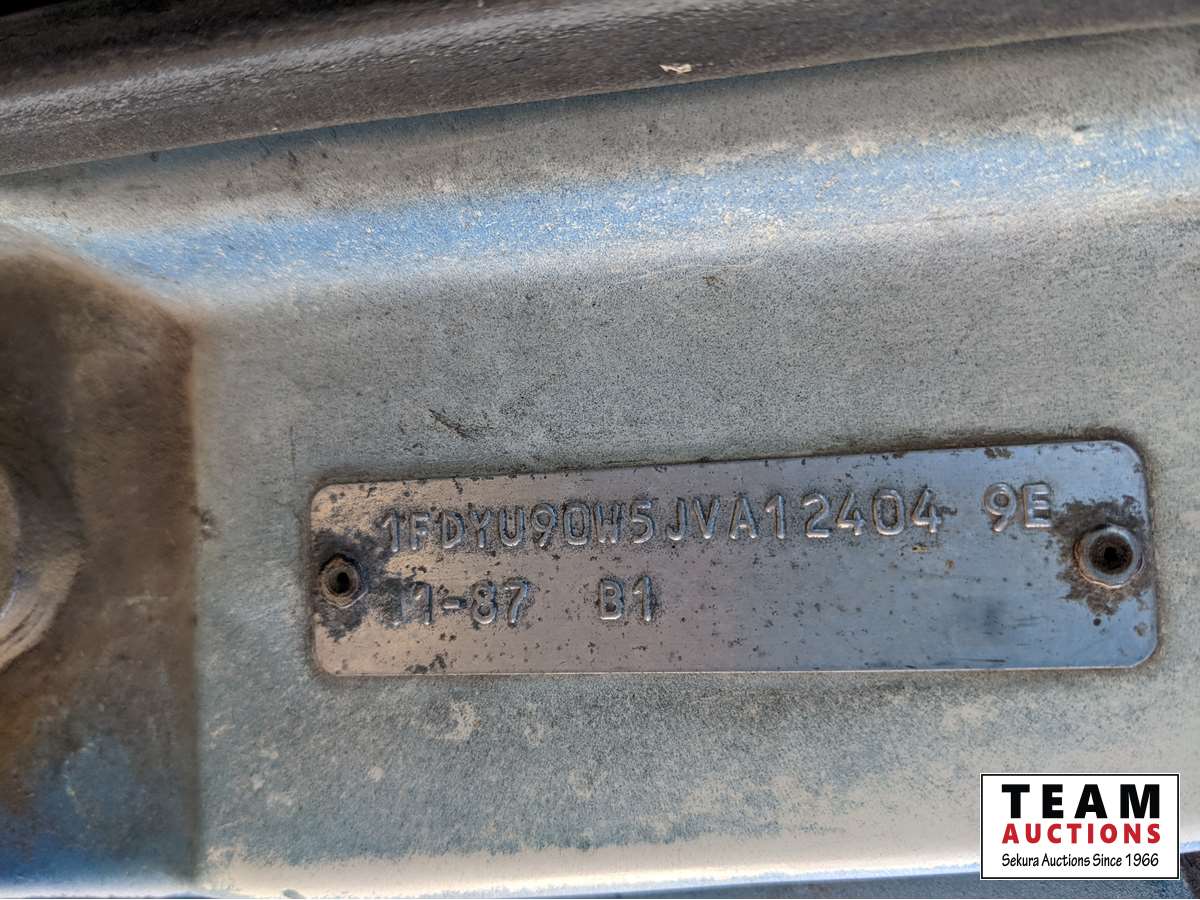 1FDYU90W5JVA12404 9E
11-87 B1
TEAM
AUCTIONS
Sekura Auctions Since 1966